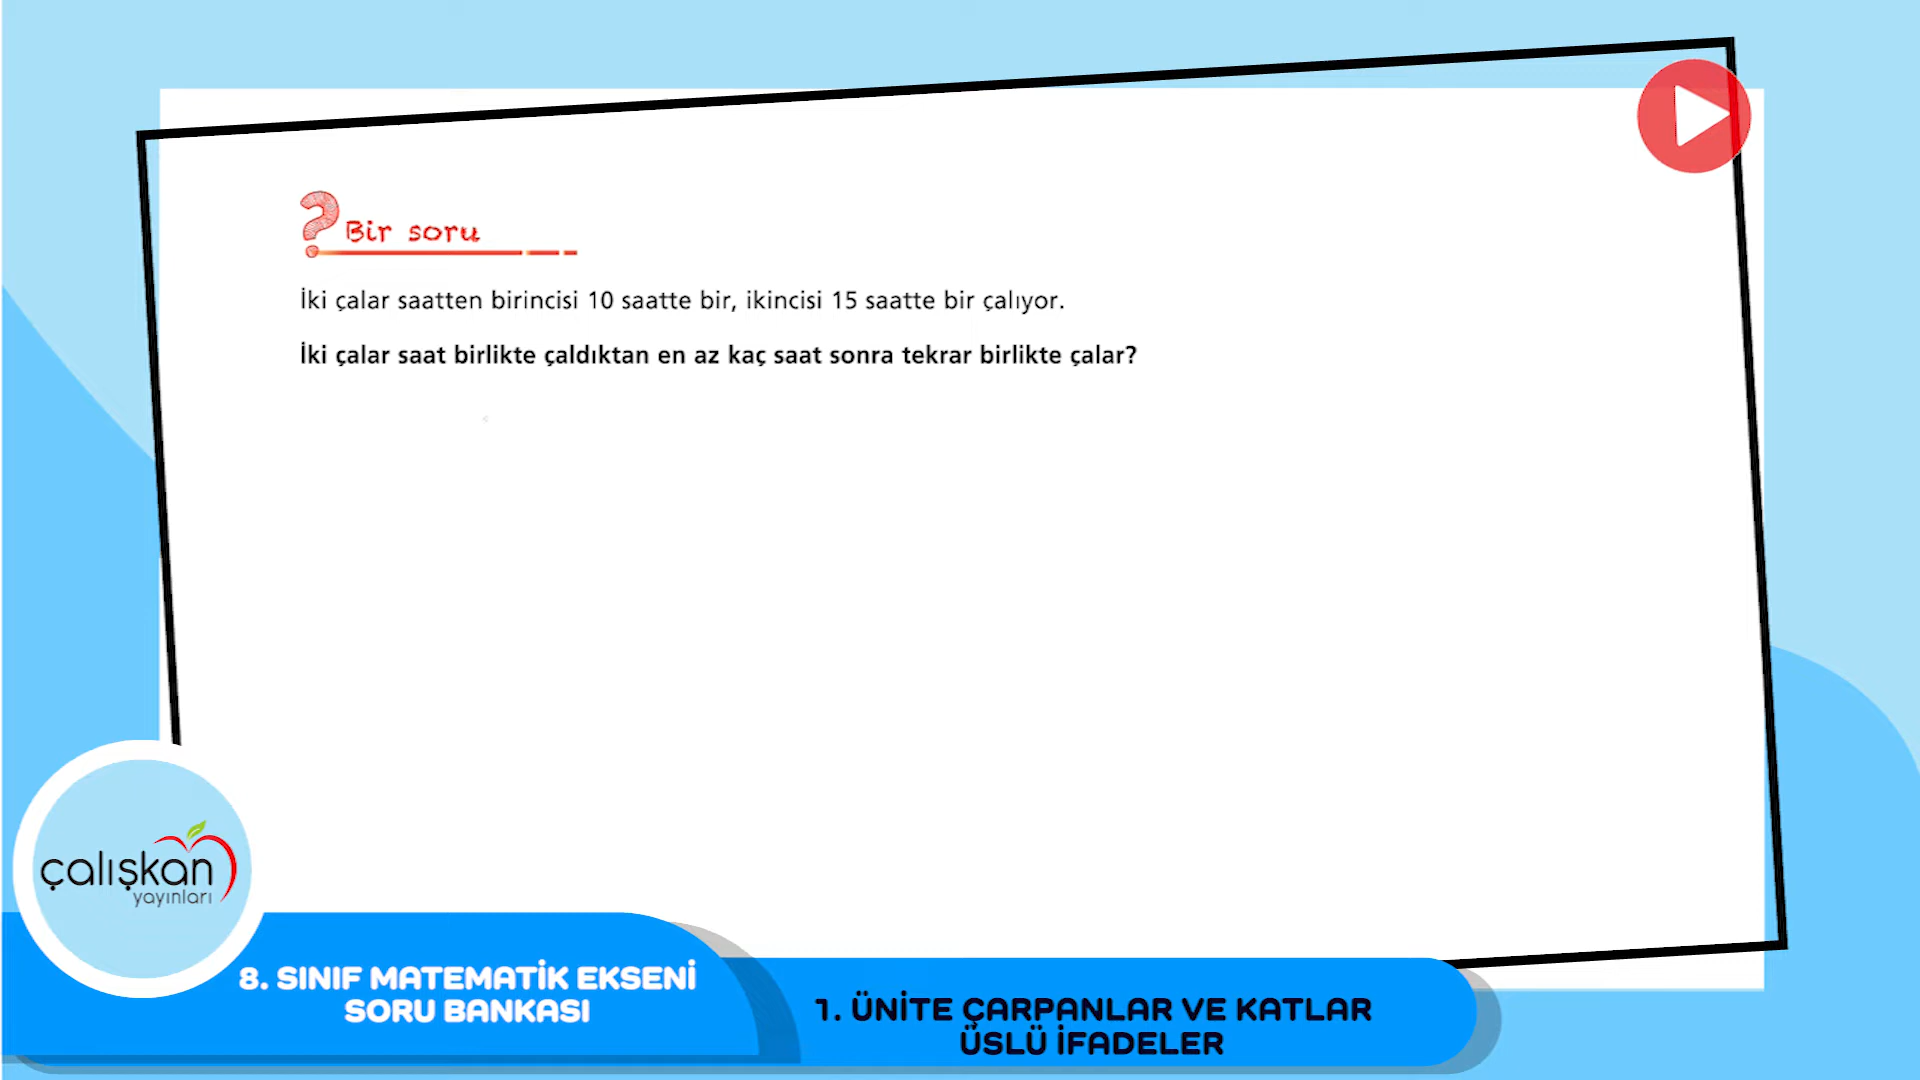 ?Bir soru
İki çalar saatten birincisi 10 saatte bir, ikincisi 15 saatte bir çalıyor.
İki çalar saat birlikte çaldıktan en az kaç saat sonra tekrar birlikte çalar?
çalışkan
yayınları
8. SINIF MATEMATİK EKSENİ
SORU BANKASI
1. ÜNİTE ÇARPANLAR VE KATLAR
ÜSLÜ İFADELER